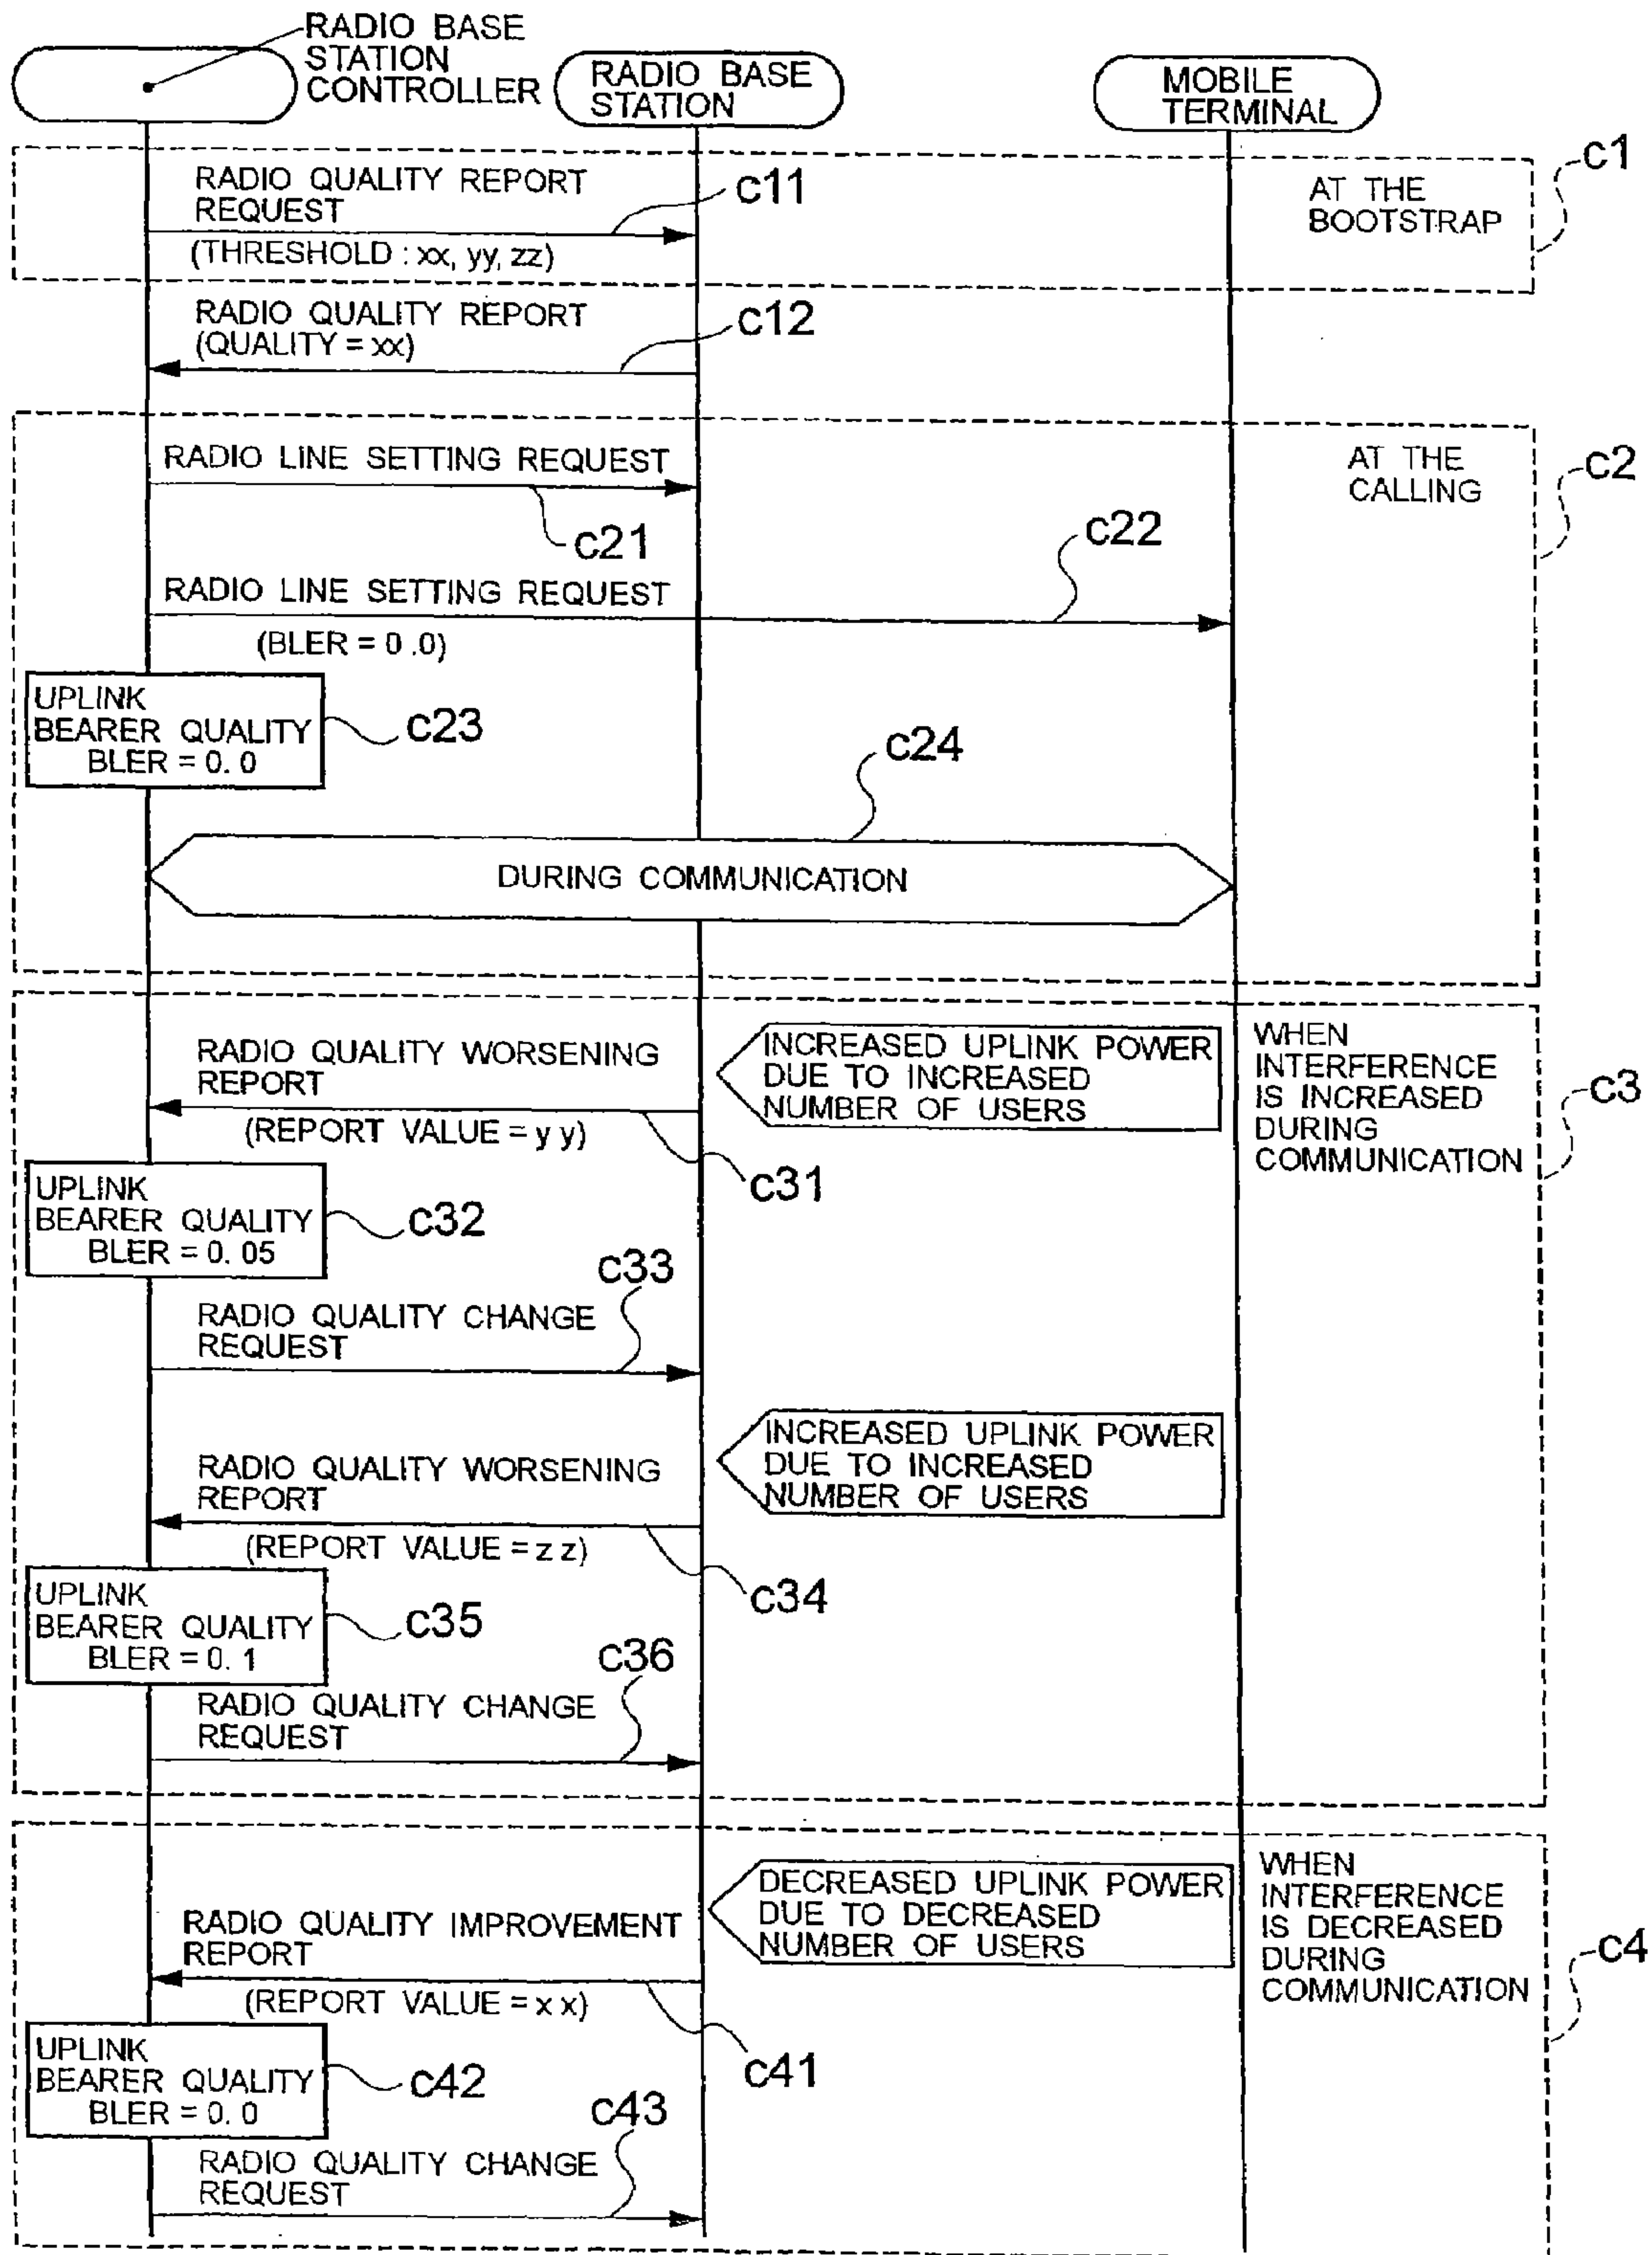 RADIO BASE
STATION
CONTROLLER
RADIO BASE
STATION
MOBILE
TERMINAL
c1
RADIO QUALITY REPORT
REQUEST
c11
AT THE
BOOTSTRAP
(THRESHOLD : xx, yy, zz)
RADIO QUALITY REPORT
(QUALITY = xx)
c12
RADIO LINE SETTING REQUEST
AT THE
CALLING
c2
c21
c22
RADIO LINE SETTING REQUEST
(BLER = 0 .0)
UPLINK
BEARER QUALITY
BLER = 0. 0
c23
c24
DURING COMMUNICATION
RADIO QUALITY WORSENING
REPORT
INCREASED UPLINK POWER
DUE TO INCREASED
NUMBER OF USERS
WHEN
INTERFERENCE
IS INCREASED
DURING
COMMUNICATION
c3
(REPORT VALUE = y y)
c31
UPLINK
BEARER QUALITY
BLER = 0. 05
c32
c33
RADIO QUALITY CHANGE
REQUEST
INCREASED UPLINK POWER
DUE TO INCREASED
NUMBER OF USERS
RADIO QUALITY WORSENING
REPORT
(REPORT VALUE = z z)
c34
UPLINK
BEARER QUALITY
BLER = 0. 1
c35
c36
RADIO QUALITY CHANGE
REQUEST
DECREASED UPLINK POWER
DUE TO DECREASED
NUMBER OF USERS
WHEN
INTERFERENCE
IS DECREASED
DURING
COMMUNICATION
c4
RADIO QUALITY IMPROVEMENT
REPORT
(REPORT VALUE = x x)
c41
UPLINK
BEARER QUALITY
BLER = 0. 0
c42
c43
RADIO QUALITY CHANGE
REQUEST